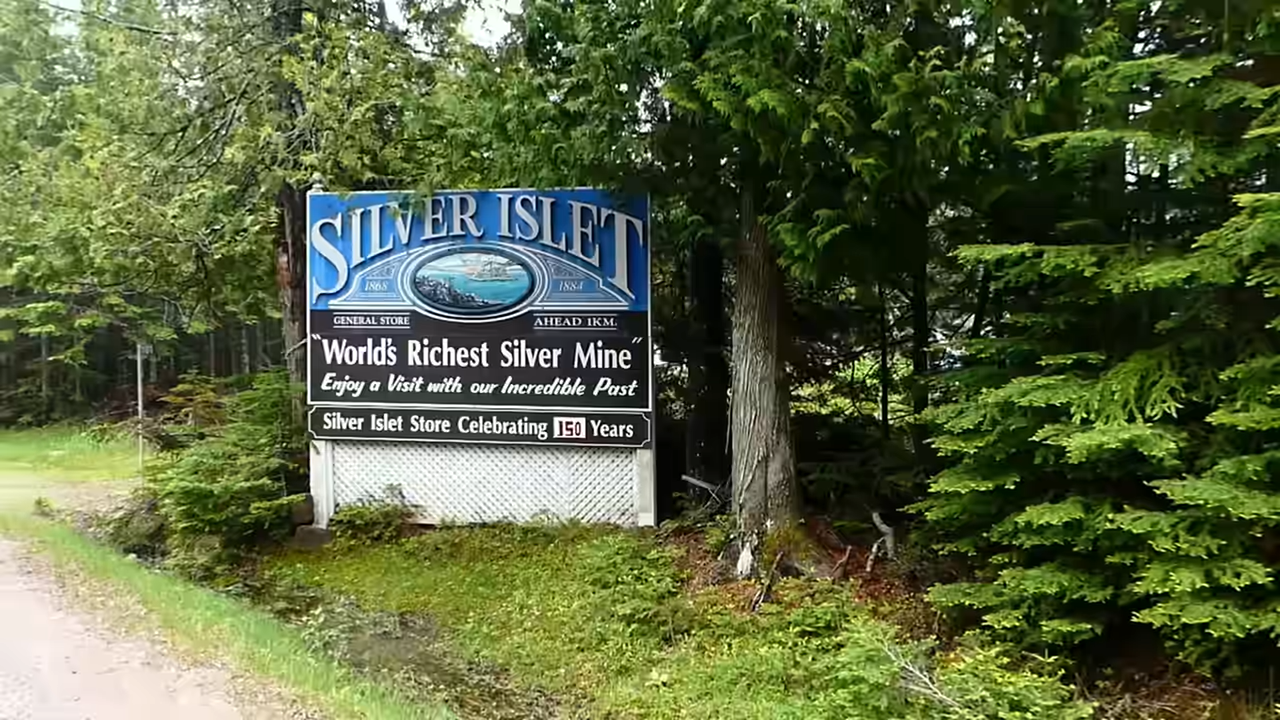 SILVER ISLET
1868
1884
GENERAL STORE
AHEAD 1KM.
"World's Richest Silver Mine"
Enjoy a Visit with our Incredible Past
Silver Islet Store Celebrating 150 Years